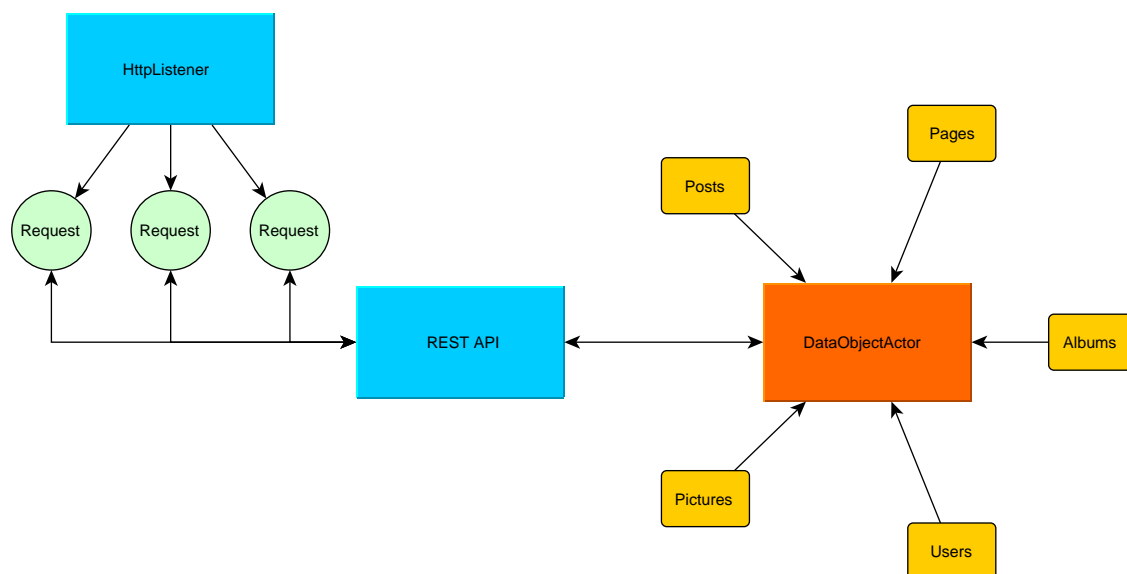 HttpListener
Pages
Posts
Request
Request
Request
REST API
DataObjectActor
Albums
Pictures
Users